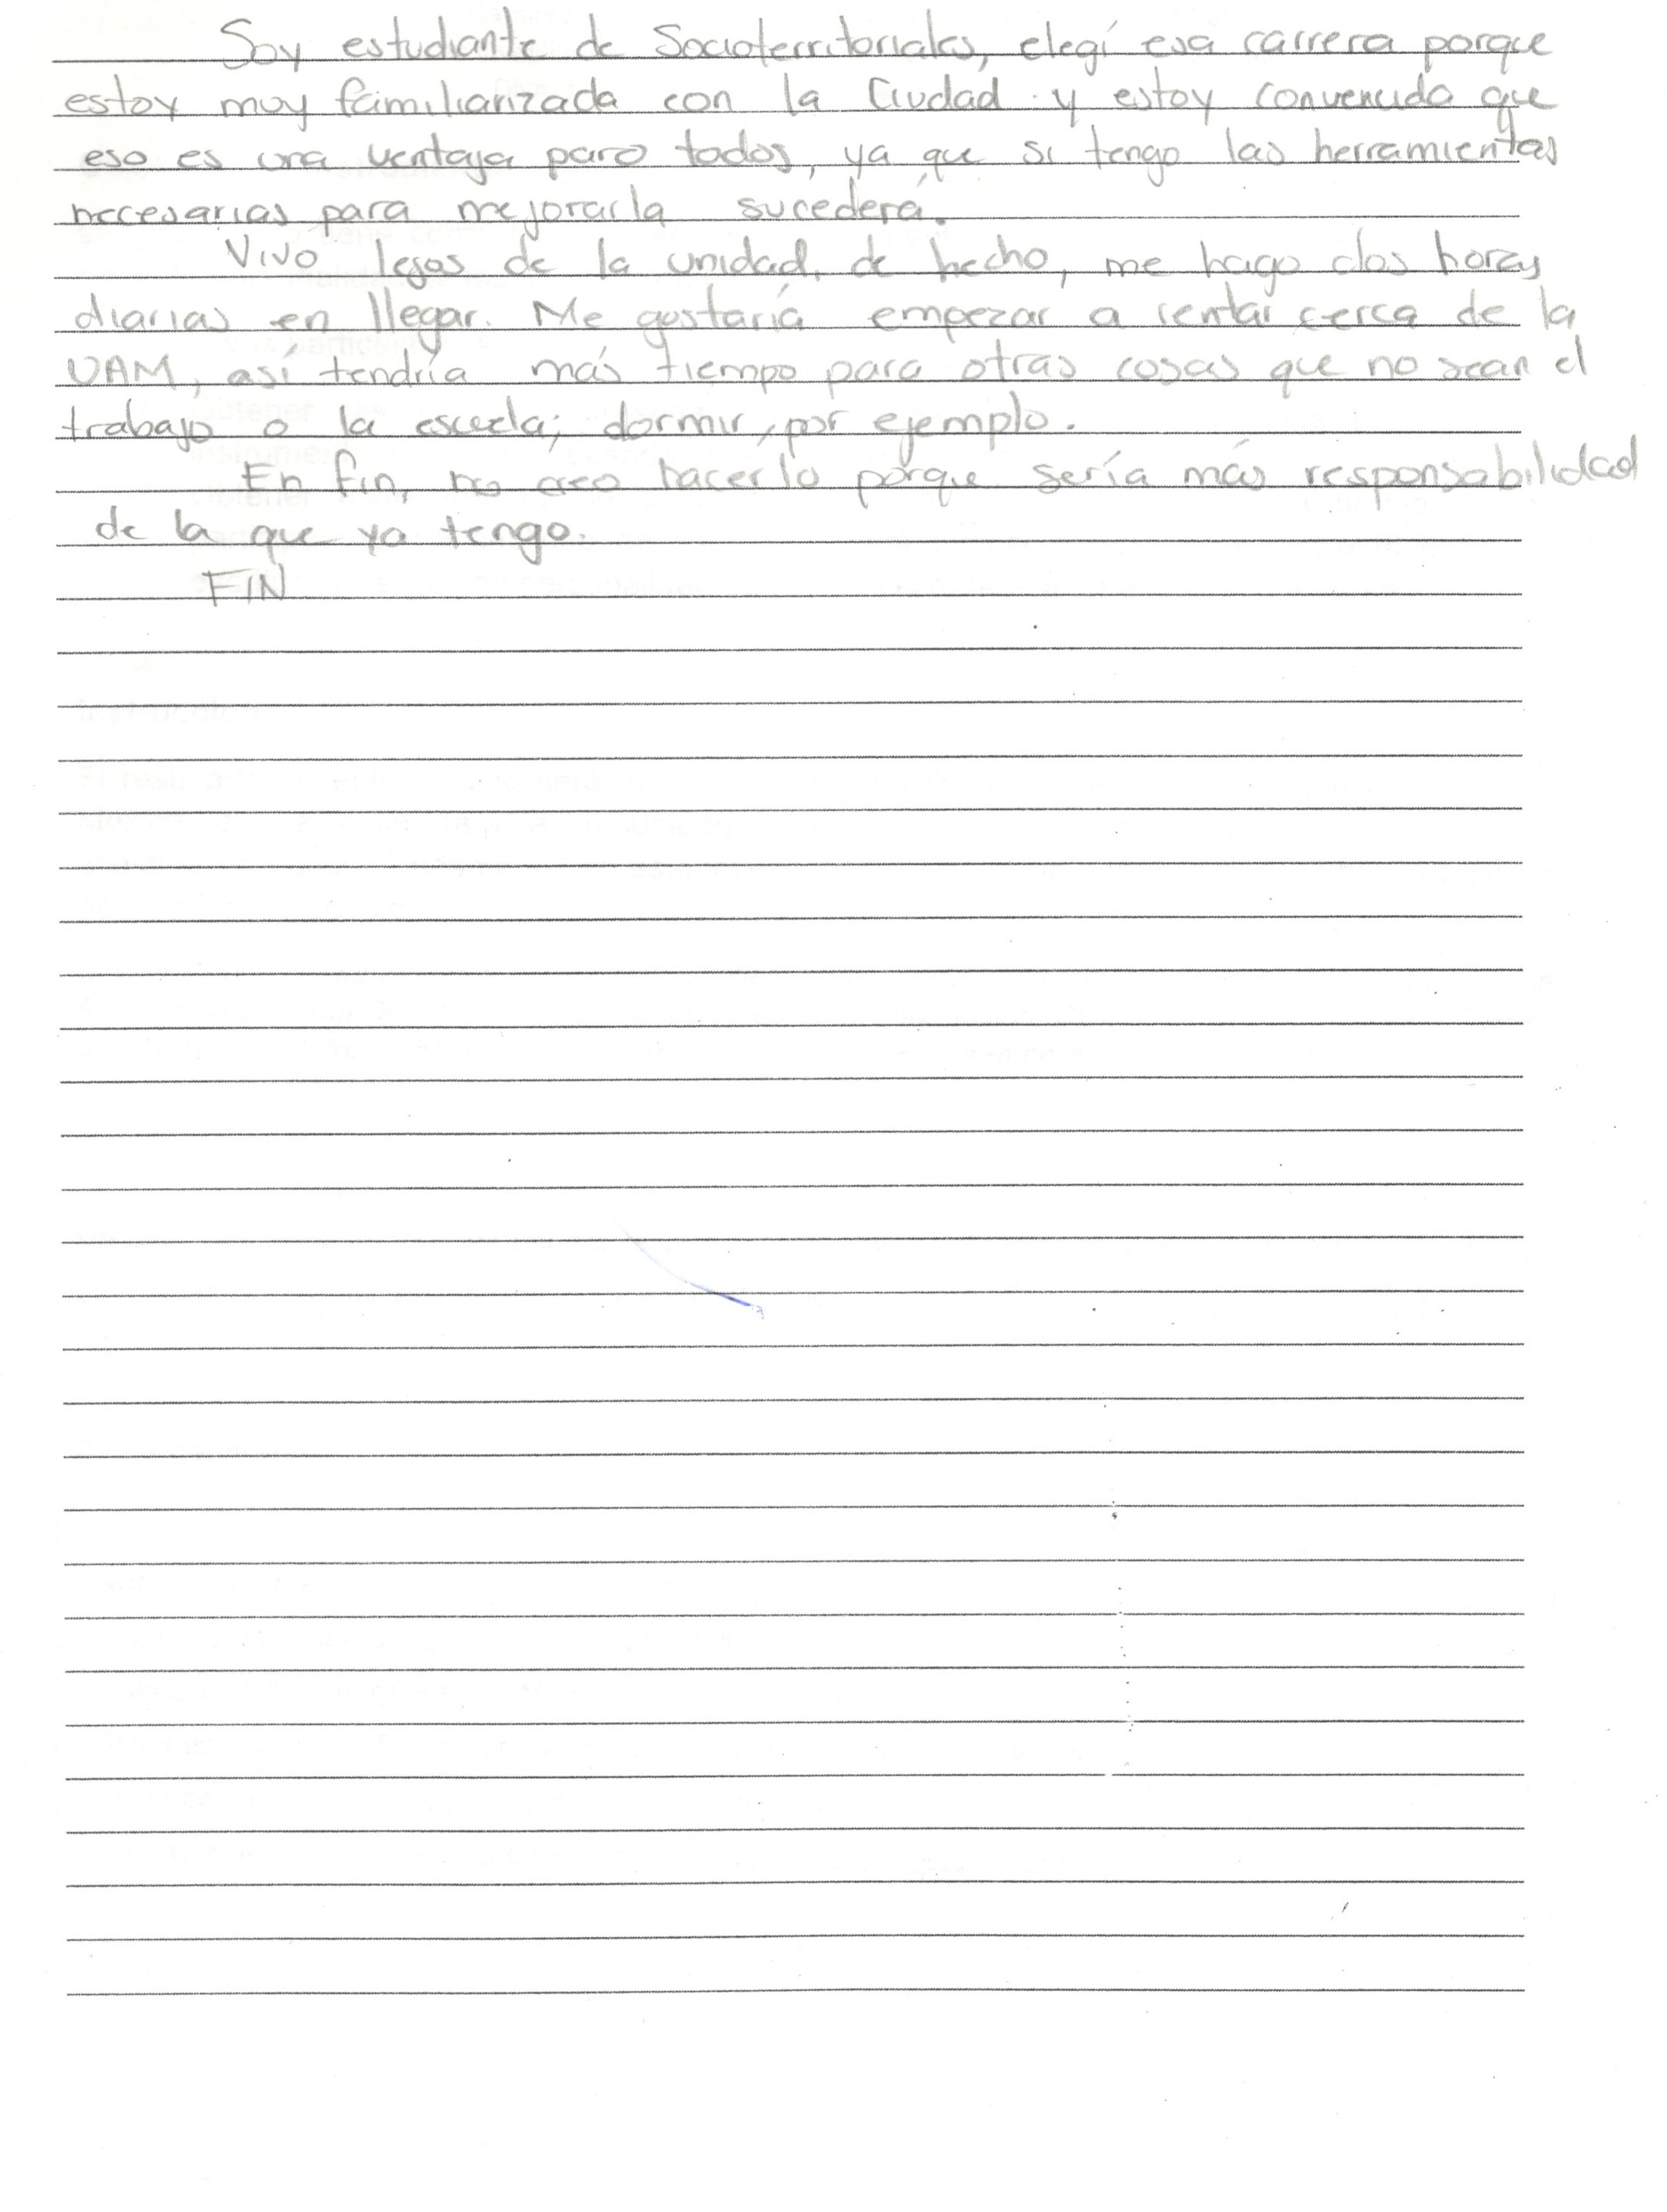 Soy estudiante de Socioterritoriales, elegí esa carrera porque
estoy muy familiarizada con la Ciudad y estoy convencida que
eso es una ventaja para todos, ya que si tengo las herramientas
necesarias para mejorarla sucederá.
Vivo lejos de la unidad, de hecho, me hago dos horas
diarias en llegar. Me gustaría empezar a rentar cerca de la
UAM, así tendría más tiempo para otras cosas que no sean el
trabajo o la escuela; dormir, por ejemplo.
En fin, no creo hacerlo porque sería más responsabilidad
de la que ya tengo.
FIN